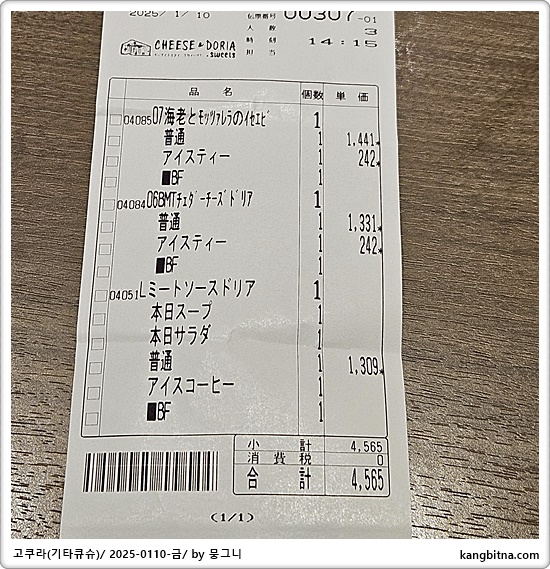 2025/ 1/10 伝票番号 00307-01
人数 3
時刻 14:15
担当
CHEESE & DORIA
sweets
品名 個数 単価
04085 07海老とモッツァレラのイセエビ 1
普通 1 1,441*
アイスティー 1 242*
■BF 1
04084 06BMTチェダーチーズドリア 1
普通 1 1,331*
アイスティー 1 242*
■BF 1
04051 Lミートソースドリア 1
本日スープ 1
本日サラダ 1
普通 1 1,309*
アイスコーヒー 1
■BF 1
小計 4,565
消費税 0
合計 4,565
(1/1)
고쿠라(기타큐슈)/ 2025-0110-금/ by 뭉그니
kangbitna.com